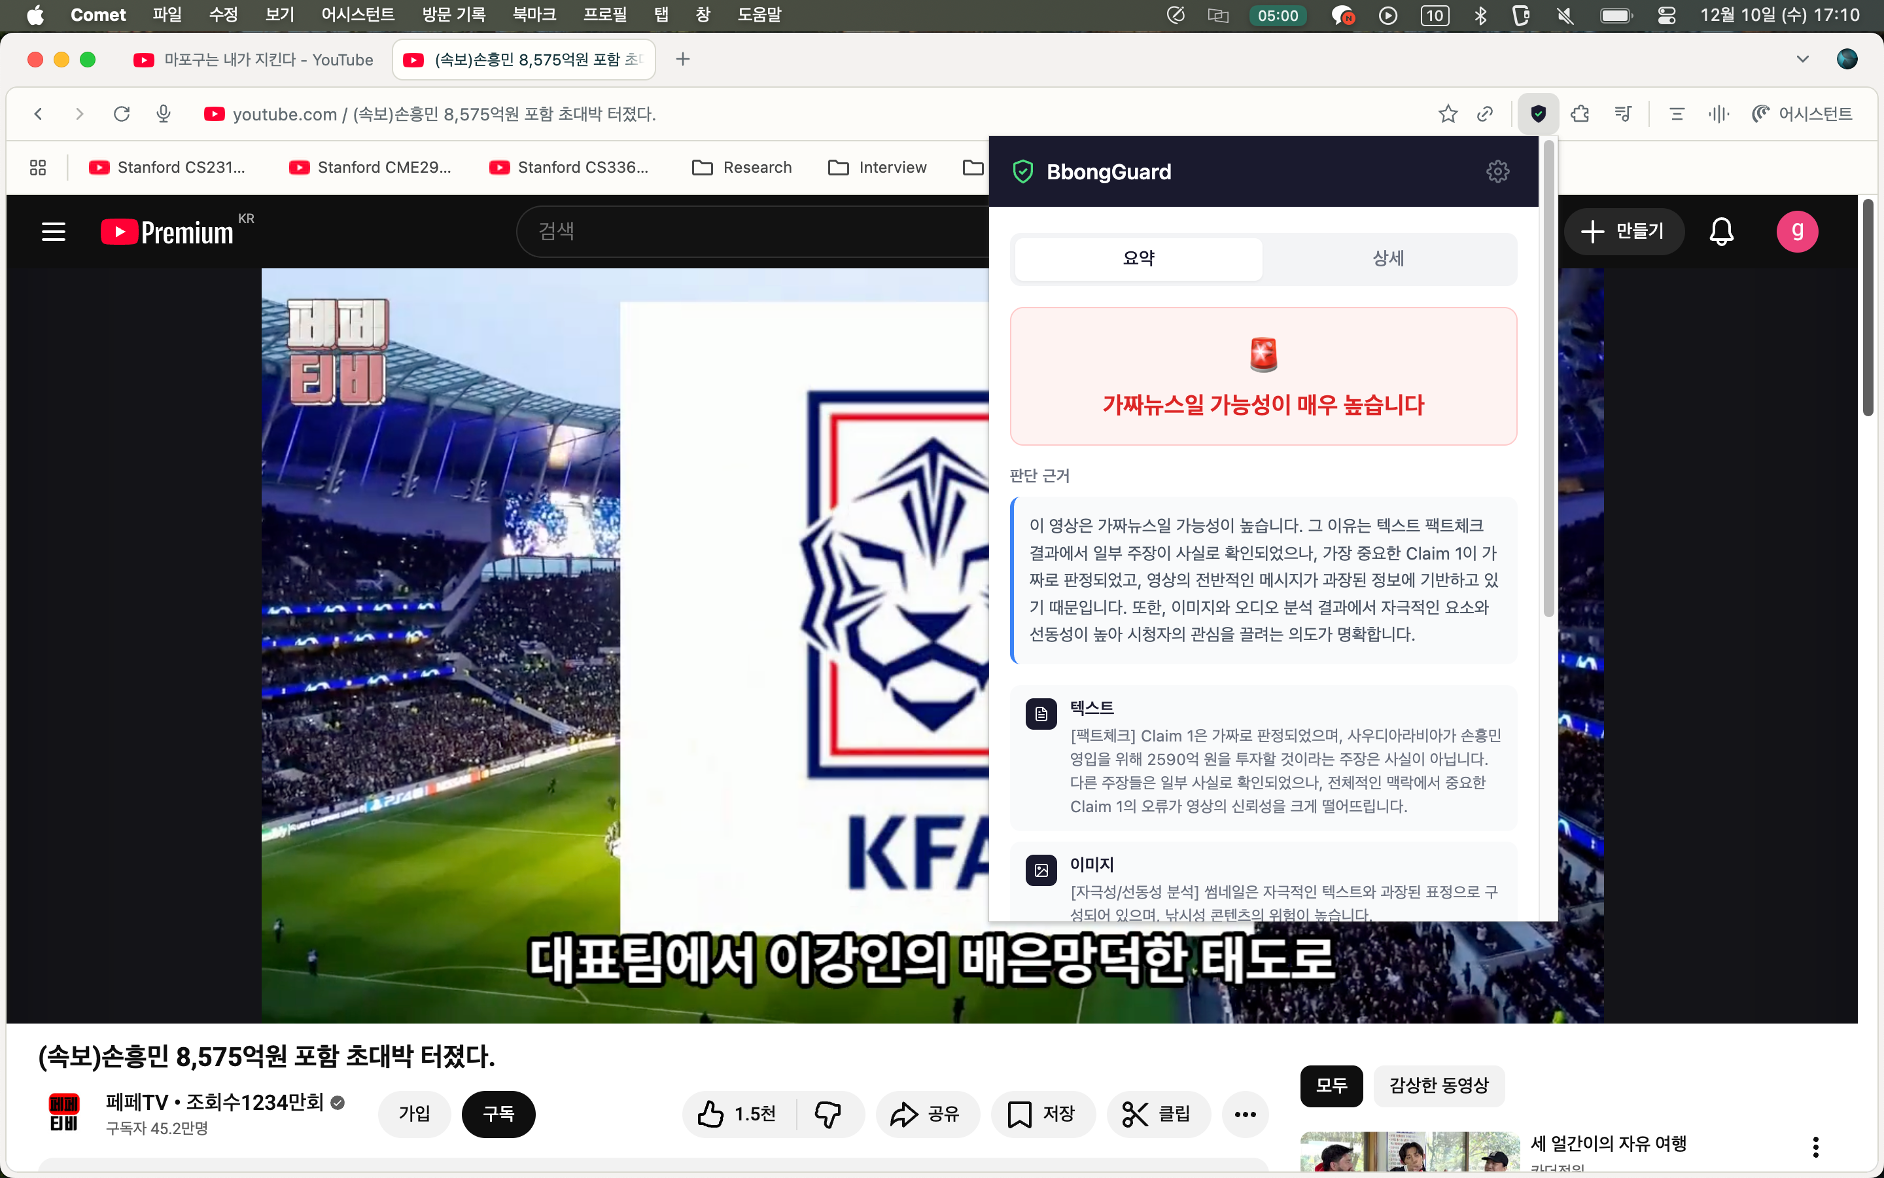 Comet 파일 수정 보기 어시스턴트 방문 기록 북마크 프로필 탭 창 도움말 05:00 10 12월 10일 (수) 17:10
마포구는 내가 지킨다 - YouTube (속보)손흥민 8,575억원 포함 초
youtube.com / (속보)손흥민 8,575억원 포함 초대박 터졌다. 어시스턴트
Stanford CS231... Stanford CME29... Stanford CS336... Research Interview
BbongGuard
Premium KR 검색 만들기 g
요약 상세
페페
티비
가짜뉴스일 가능성이 매우 높습니다
판단 근거
이 영상은 가짜뉴스일 가능성이 높습니다. 그 이유는 텍스트 팩트체크
결과에서 일부 주장이 사실로 확인되었으나, 가장 중요한 Claim 1이 가
짜로 판정되었고, 영상의 전반적인 메시지가 과장된 정보에 기반하고 있
기 때문입니다. 또한, 이미지와 오디오 분석 결과에서 자극적인 요소와
선동성이 높아 시청자의 관심을 끌려는 의도가 명확합니다.
텍스트
[팩트체크] Claim 1은 가짜로 판정되었으며, 사우디아라비아가 손흥민
영입을 위해 2590억 원을 투자할 것이라는 주장은 사실이 아닙니다.
다른 주장들은 일부 사실로 확인되었으나, 전체적인 맥락에서 중요한
Claim 1의 오류가 영상의 신뢰성을 크게 떨어뜨립니다.
이미지
[자극성/선동성 분석] 썸네일은 자극적인 텍스트와 과장된 표정으로 구
성되어 있으며, 낚시성 콘텐츠의 위험이 높습니다.
KFA
대표팀에서 이강인의 배은망덕한 태도로
(속보)손흥민 8,575억원 포함 초대박 터졌다.
페페TV • 조회수1234만회
구독자 45.2만명
가입 구독 1.5천 공유 저장 클립
모두 감상한 동영상
세 얼간이의 자유 여행